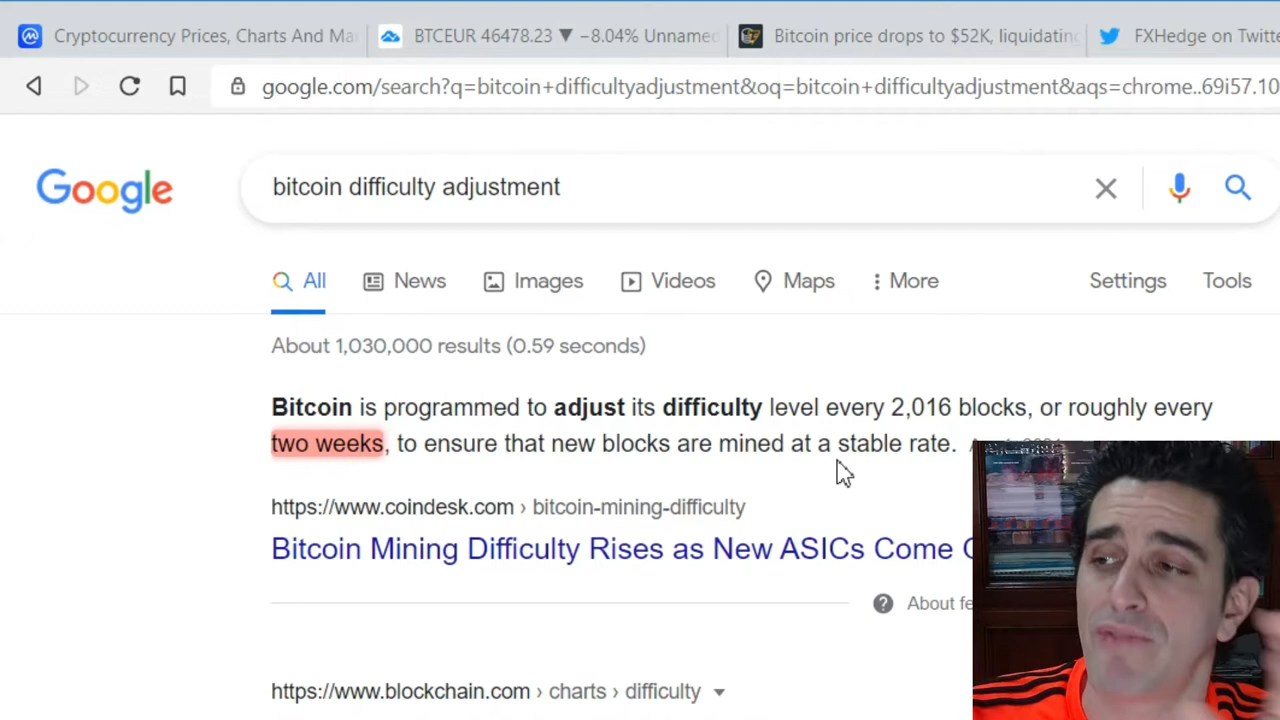 Cryptocurrency Prices, Charts And Ma
BTCEUR 46478.23 ▼ −8.04% Unnamed
Bitcoin price drops to $52K, liquidating
FXHedge on Twitte
google.com/search?q=bitcoin+difficultyadjustment&oq=bitcoin+difficultyadjustment&aqs=chrome..69i57.10
Google
bitcoin difficulty adjustment
All
News
Images
Videos
Maps
More
Settings
Tools
About 1,030,000 results (0.59 seconds)
Bitcoin is programmed to adjust its difficulty level every 2,016 blocks, or roughly every
two weeks, to ensure that new blocks are mined at a stable rate.
https://www.coindesk.com › bitcoin-mining-difficulty
Bitcoin Mining Difficulty Rises as New ASICs Come
About fe
https://www.blockchain.com › charts › difficulty